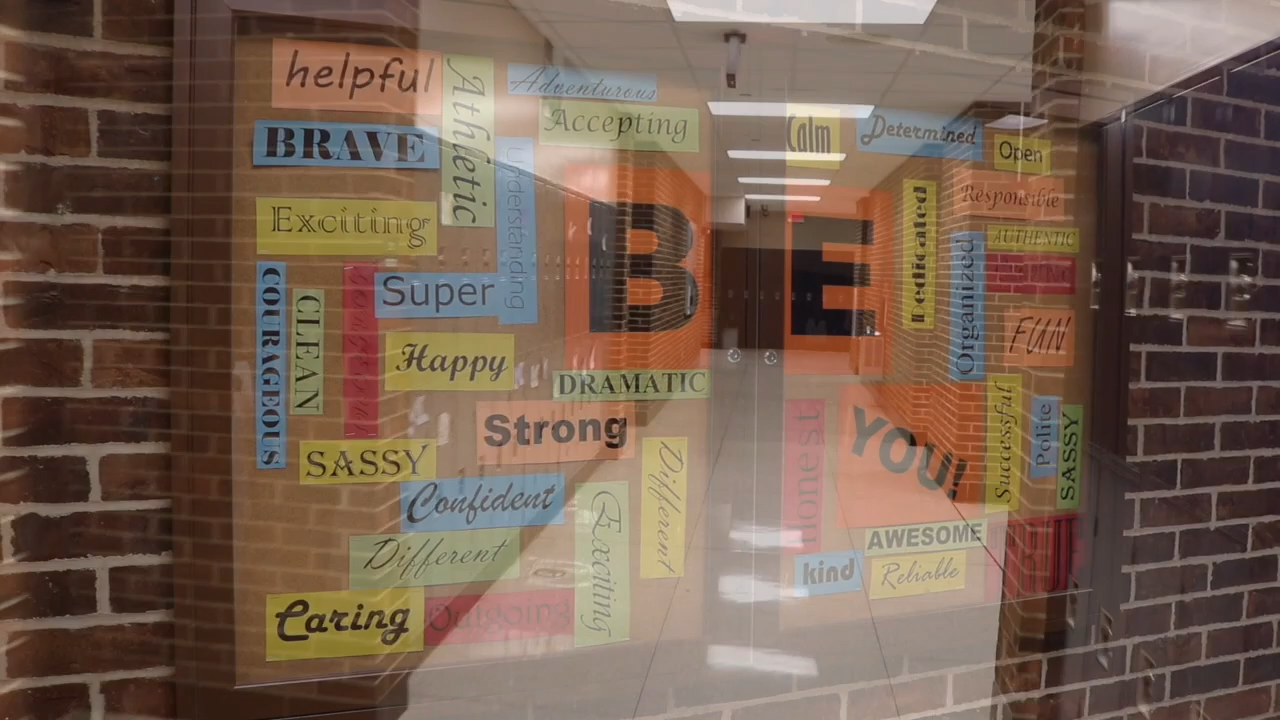 helpful
Athletic
Adventurous
Accepting
BRAVE
Understanding
Exciting
COURAGEOUS
CLEAN
Super
Happy
DRAMATIC
Strong
SASSY
Confident
Different
Different
Exciting
Caring
Outgoing
BE
YOU!
Calm
Determined
Open
Responsible
Dedicated
AUTHENTIC
Organized
FUN
Honest
Successful
Polite
SASSY
AWESOME
kind
Reliable